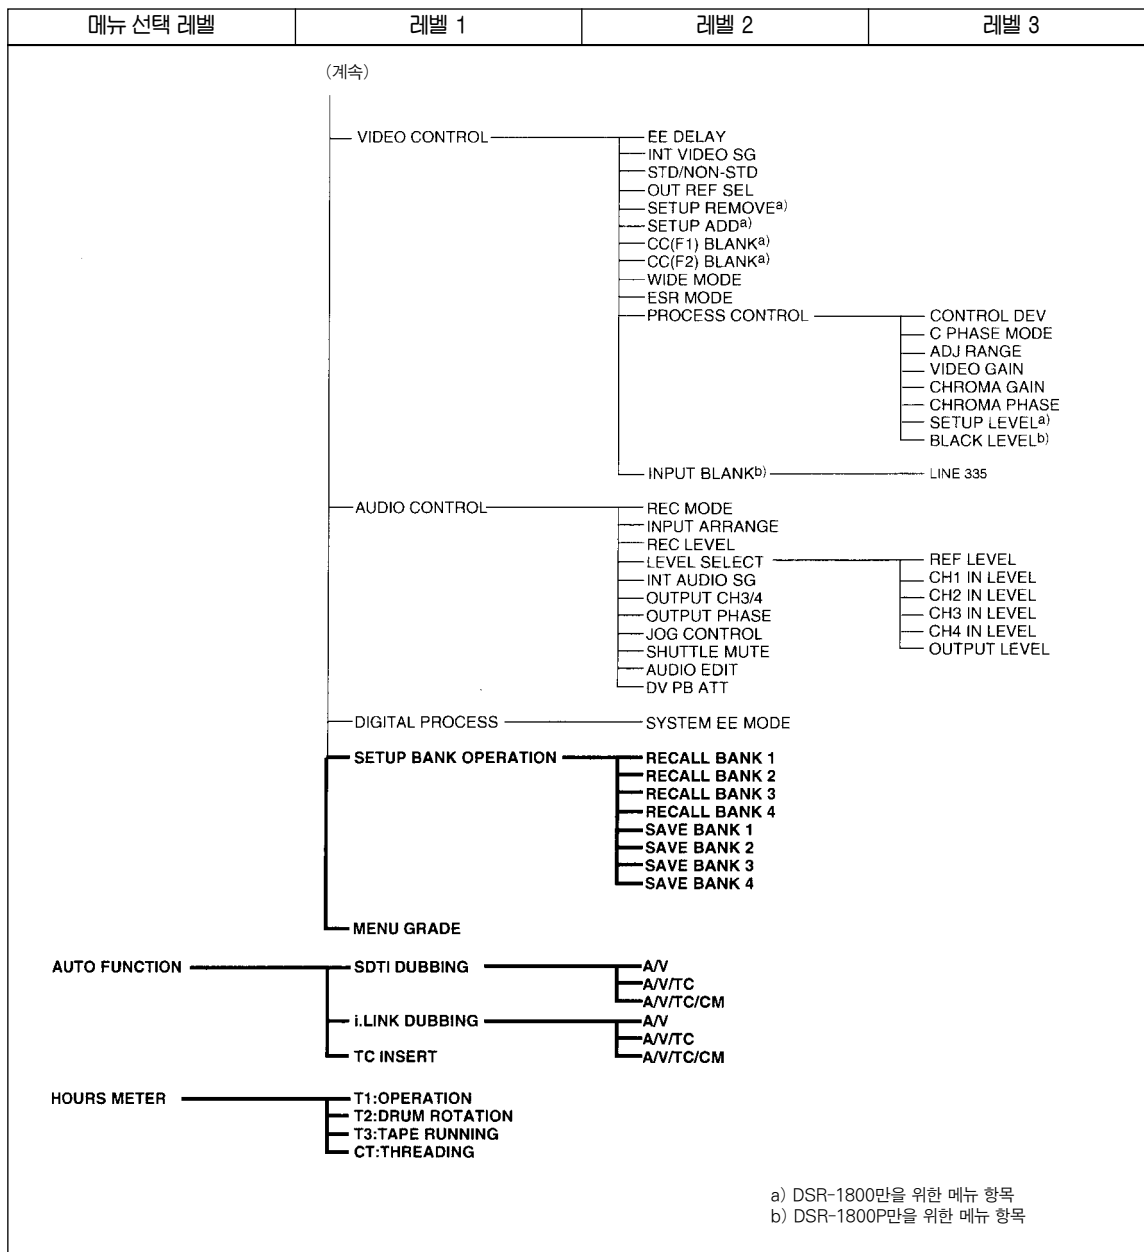 메뉴 선택 레벨 레벨 1 레벨 2 레벨 3
(계속)
VIDEO CONTROL EE DELAY
INT VIDEO SG
STD/NON-STD
OUT REF SEL
SETUP REMOVEa)
SETUP ADDa)
CC(F1) BLANKa)
CC(F2) BLANKa)
WIDE MODE
ESR MODE
PROCESS CONTROL CONTROL DEV
C PHASE MODE
ADJ RANGE
VIDEO GAIN
CHROMA GAIN
CHROMA PHASE
SETUP LEVELa)
BLACK LEVELb)
INPUT BLANKb) LINE 335
AUDIO CONTROL REC MODE
INPUT ARRANGE
REC LEVEL
LEVEL SELECT REF LEVEL
INT AUDIO SG CH1 IN LEVEL
OUTPUT CH3/4 CH2 IN LEVEL
OUTPUT PHASE CH3 IN LEVEL
JOG CONTROL CH4 IN LEVEL
SHUTTLE MUTE OUTPUT LEVEL
AUDIO EDIT
DV PB ATT
DIGITAL PROCESS SYSTEM EE MODE
SETUP BANK OPERATION RECALL BANK 1
RECALL BANK 2
RECALL BANK 3
RECALL BANK 4
SAVE BANK 1
SAVE BANK 2
SAVE BANK 3
SAVE BANK 4
MENU GRADE
AUTO FUNCTION SDTI DUBBING A/V
A/V/TC
A/V/TC/CM
i.LINK DUBBING A/V
A/V/TC
TC INSERT A/V/TC/CM
HOURS METER T1:OPERATION
T2:DRUM ROTATION
T3:TAPE RUNNING
CT:THREADING
a) DSR-1800만을 위한 메뉴 항목
b) DSR-1800P만을 위한 메뉴 항목